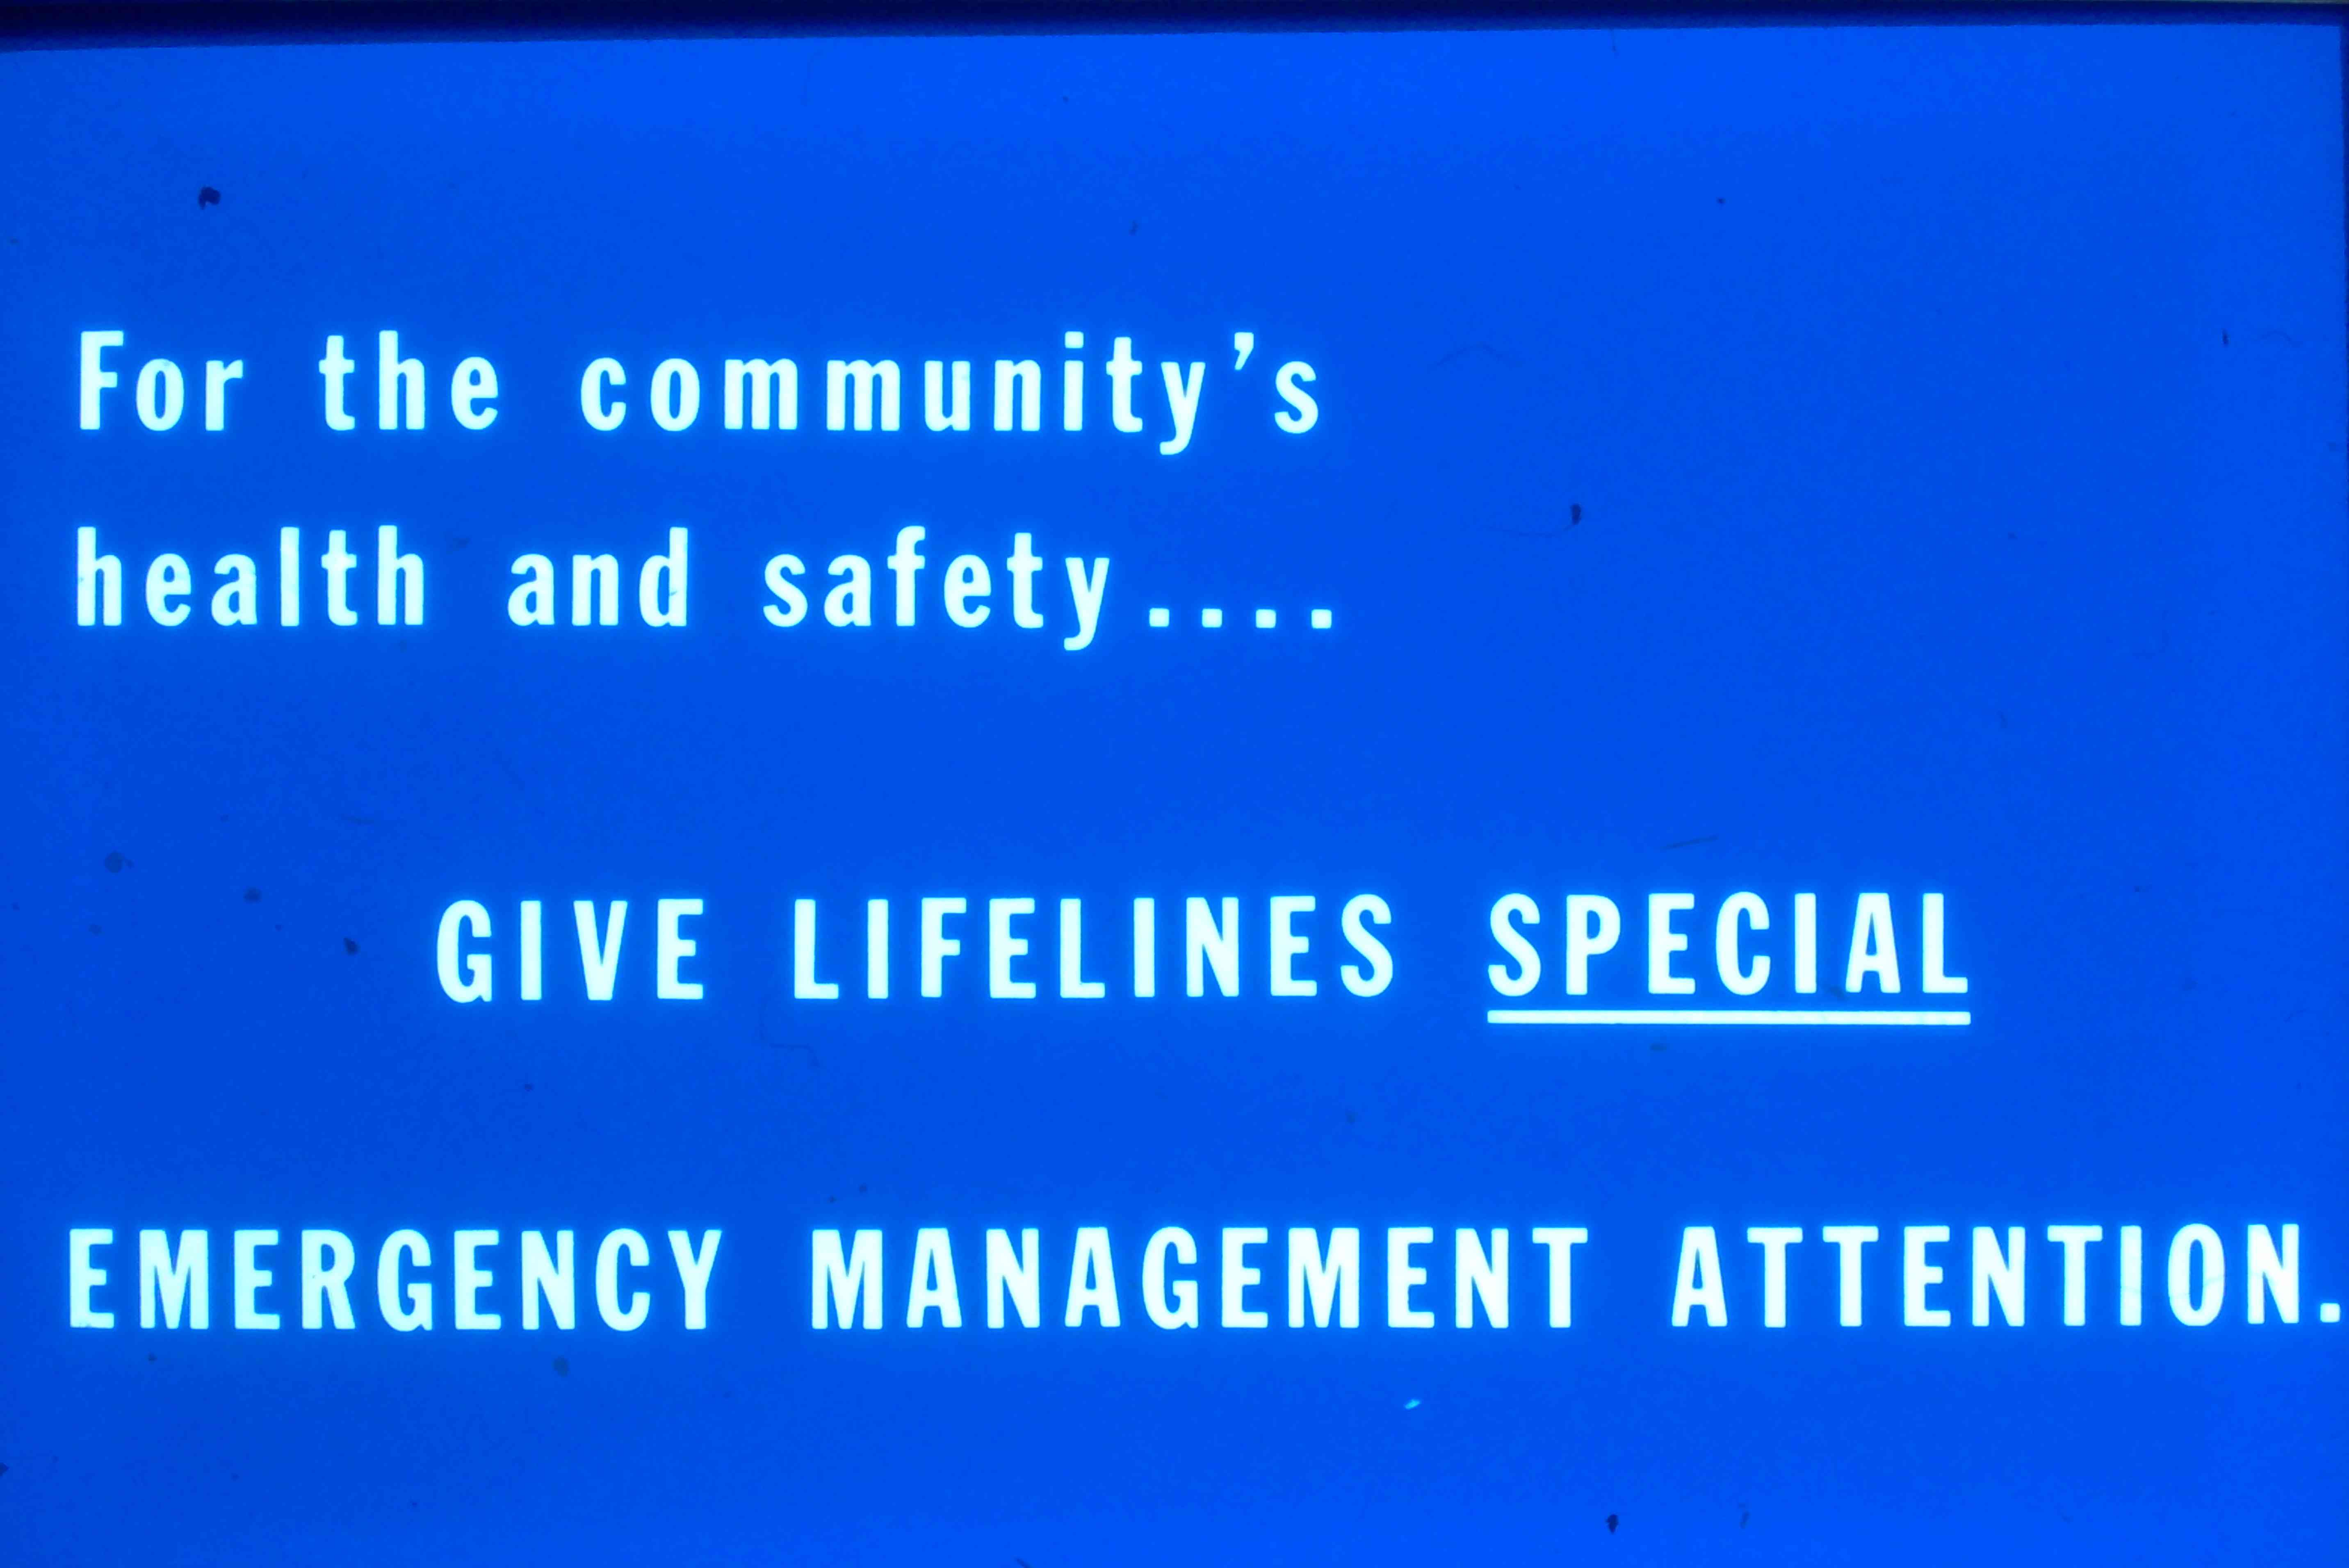 For the community’s
health and safety....
GIVE LIFELINES SPECIAL
EMERGENCY MANAGEMENT ATTENTION.